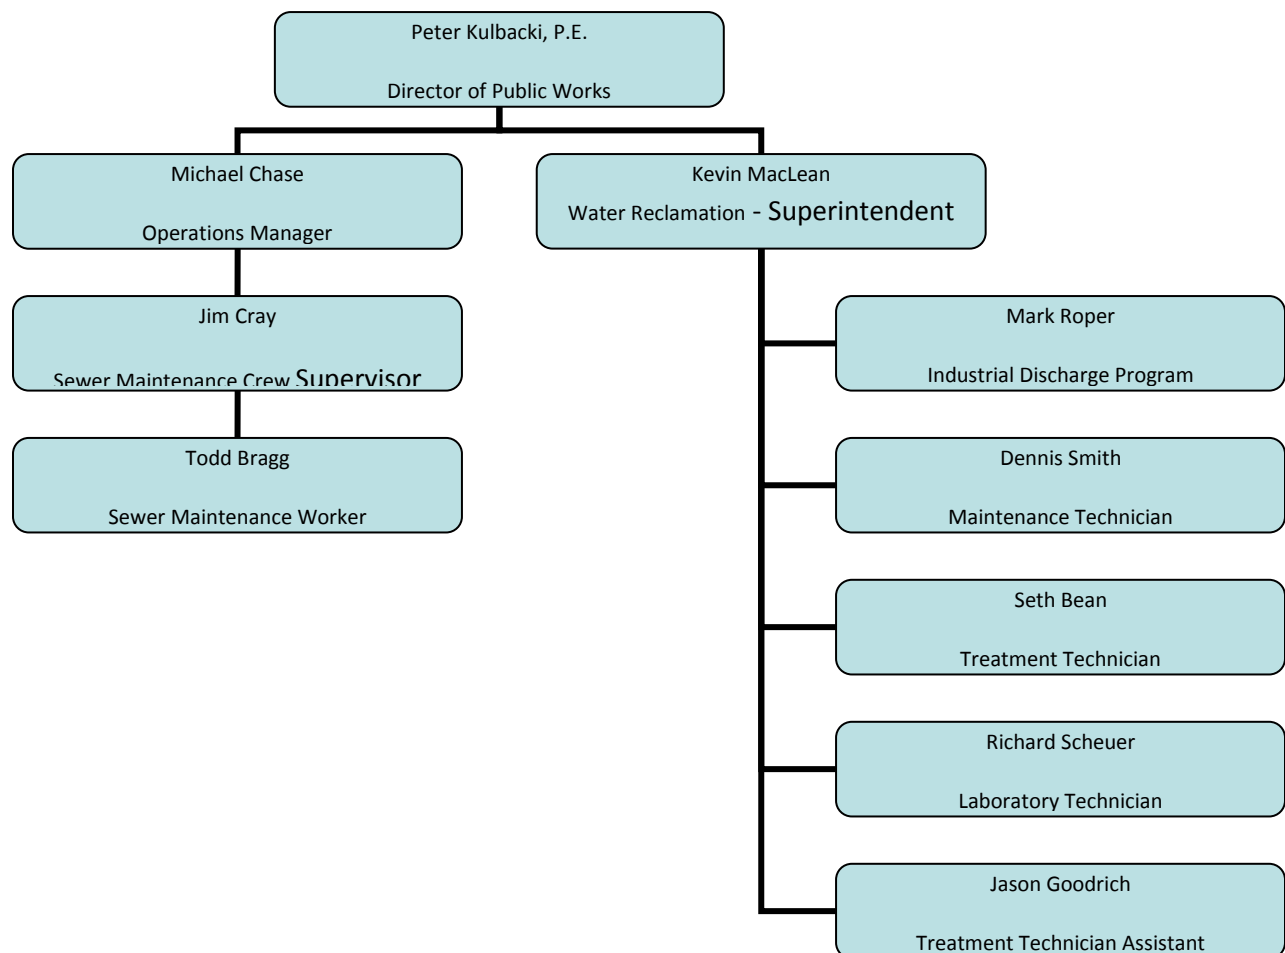 Peter Kulbacki, P.E.
Director of Public Works
Michael Chase
Operations Manager
Kevin MacLean
Water Reclamation - Superintendent
Jim Cray
Sewer Maintenance Crew Supervisor
Todd Bragg
Sewer Maintenance Worker
Mark Roper
Industrial Discharge Program
Dennis Smith
Maintenance Technician
Seth Bean
Treatment Technician
Richard Scheuer
Laboratory Technician
Jason Goodrich
Treatment Technician Assistant